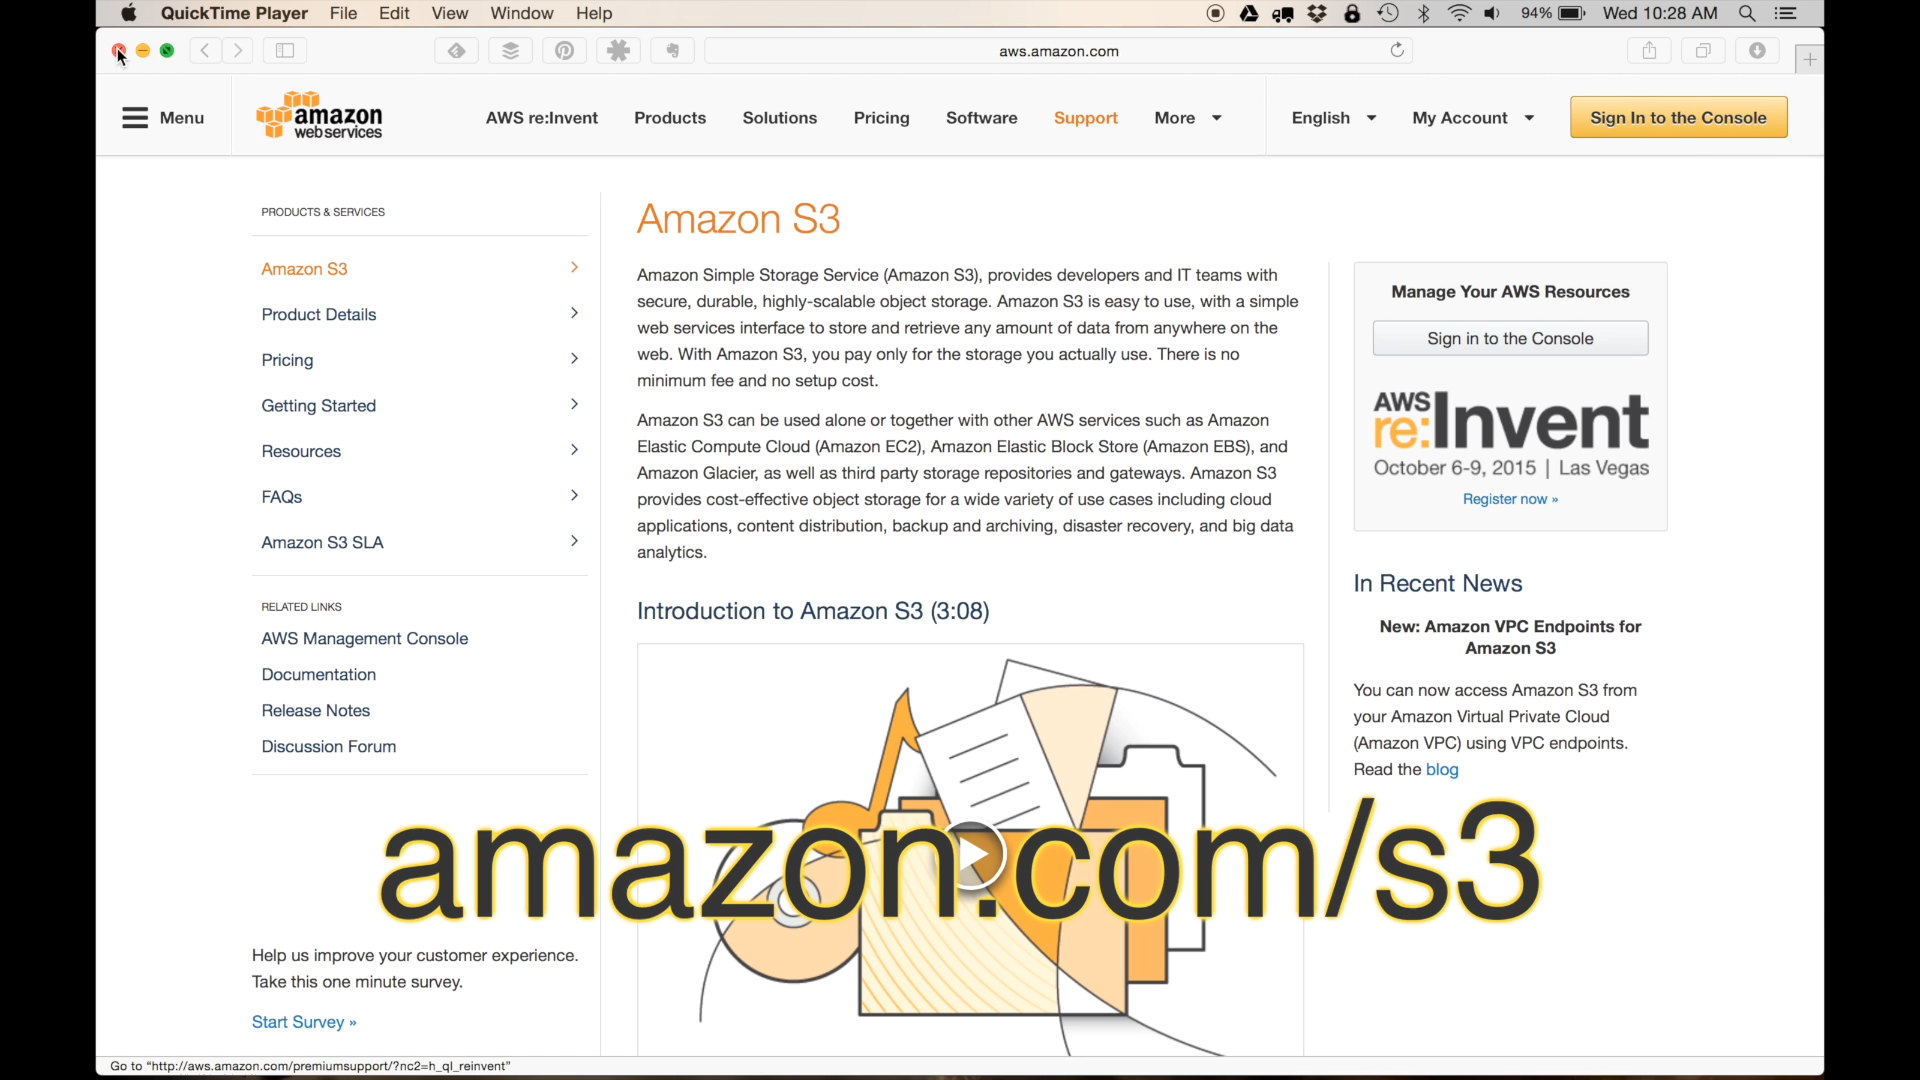 QuickTime Player File Edit View Window Help 94% Wed 10:28 AM
aws.amazon.com
Menu
amazon
web services
AWS re:Invent Products Solutions Pricing Software Support More English My Account Sign In to the Console
PRODUCTS & SERVICES
Amazon S3
Product Details
Pricing
Getting Started
Resources
FAQs
Amazon S3 SLA
RELATED LINKS
AWS Management Console
Documentation
Release Notes
Discussion Forum
Help us improve your customer experience.
Take this one minute survey.
Start Survey »
Amazon S3
Amazon Simple Storage Service (Amazon S3), provides developers and IT teams with
secure, durable, highly-scalable object storage. Amazon S3 is easy to use, with a simple
web services interface to store and retrieve any amount of data from anywhere on the
web. With Amazon S3, you pay only for the storage you actually use. There is no
minimum fee and no setup cost.
Amazon S3 can be used alone or together with other AWS services such as Amazon
Elastic Compute Cloud (Amazon EC2), Amazon Elastic Block Store (Amazon EBS), and
Amazon Glacier, as well as third party storage repositories and gateways. Amazon S3
provides cost-effective object storage for a wide variety of use cases including cloud
applications, content distribution, backup and archiving, disaster recovery, and big data
analytics.
Introduction to Amazon S3 (3:08)
Manage Your AWS Resources
Sign in to the Console
AWS
re:Invent
October 6-9, 2015 | Las Vegas
Register now »
In Recent News
New: Amazon VPC Endpoints for
Amazon S3
You can now access Amazon S3 from
your Amazon Virtual Private Cloud
(Amazon VPC) using VPC endpoints.
Read the blog
amazon.com/s3
Go to "http://aws.amazon.com/premiumsupport/?nc2=h_ql_reinvent"